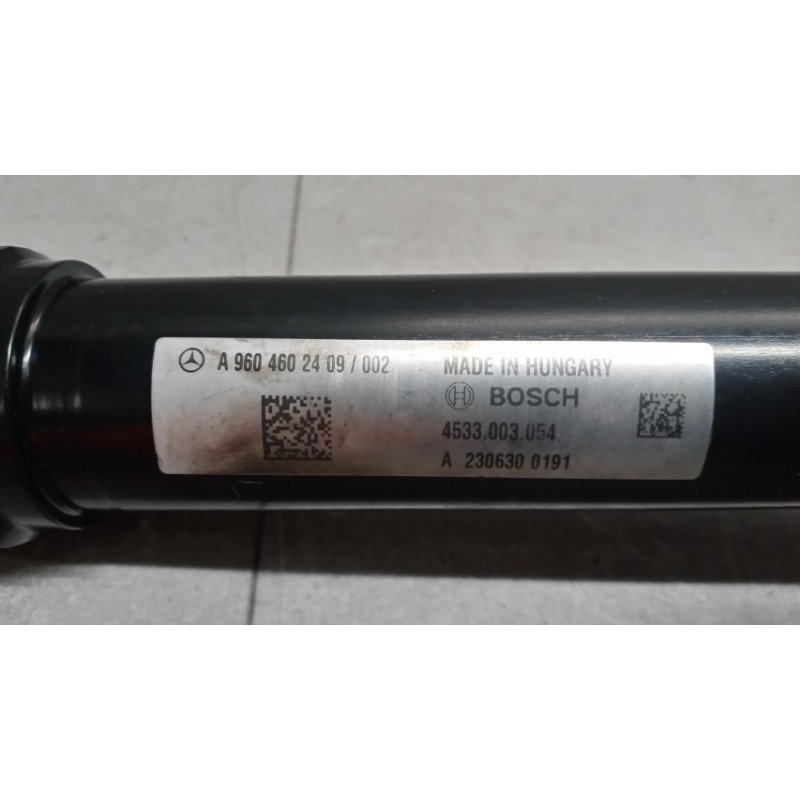 A 960 460 24 09 / 002
MADE IN HUNGARY
BOSCH
4533.003.054
A 230630 0191